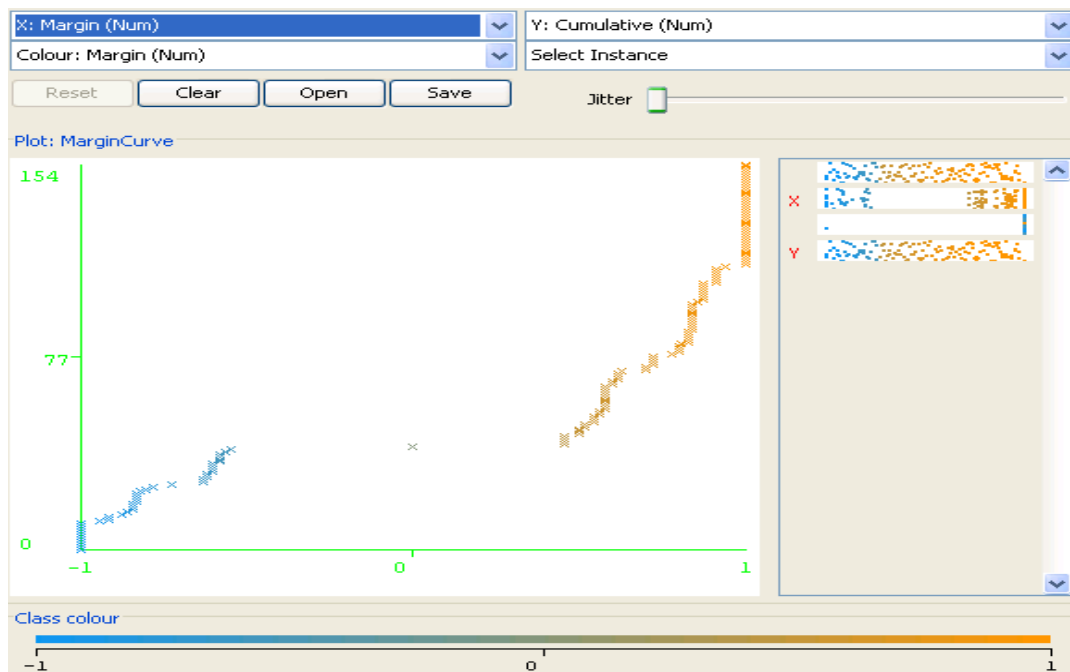 X: Margin (Num)
Y: Cumulative (Num)
Colour: Margin (Num)
Select Instance
Reset
Clear
Open
Save
Jitter
Plot: MarginCurve
154
77
0
-1
0
1
X
Y
Class colour
-1
0
1